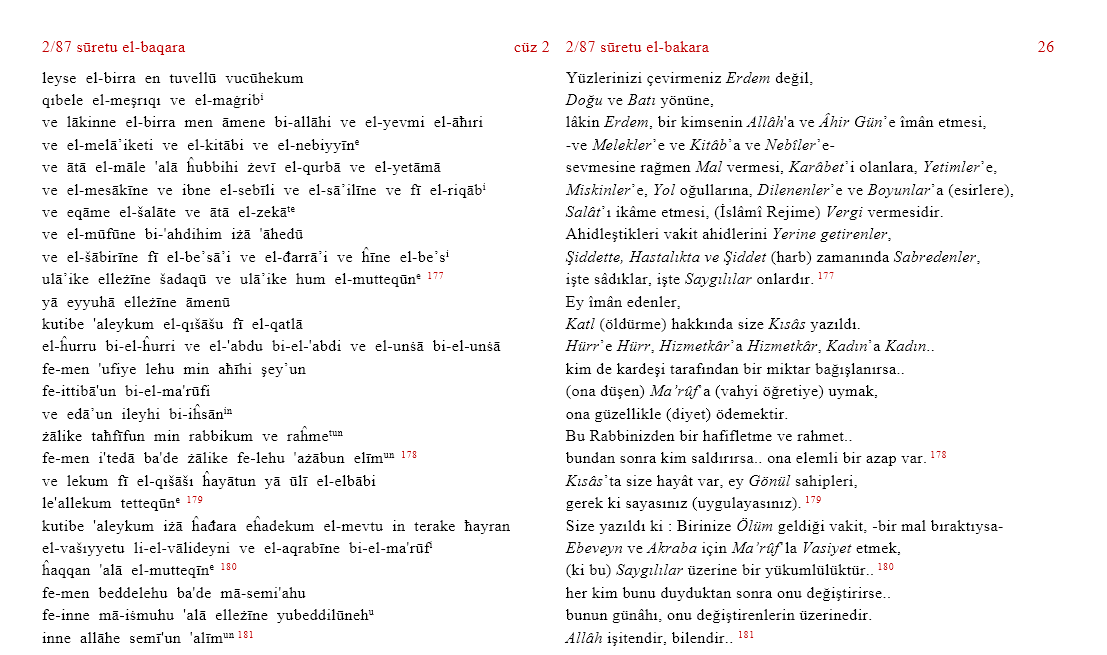 2/87 sūretu el-baqara cüz 2
leyse el-birra en tuvellū vucūhekum
qıbele el-meşrıqı ve el-maġribⁱ
ve lākinne el-birra men āmene bi-allāhi ve el-yevmi el-āħıri
ve el-melā’iketi ve el-kitābi ve el-nebiyyīnᵉ
ve ātā el-māle 'alā ĥubbihi żevī el-qurbā ve el-yetāmā
ve el-mesākīne ve ibne el-sebīli ve el-sā’ilīne ve fī el-riqābⁱ
ve eqāme el-šalāte ve ātā el-zekāᵗᵉ
ve el-mūfūne bi-'ahdihim iżā 'āhedū
ve el-šābirīne fī el-be’sā’i ve el-đarrā’i ve ĥīne el-be’sⁱ
ulā’ike elleżīne šadaqū ve ulā’ike hum el-mutteqūnᵉ 177
yā eyyuhā elleżīne āmenū
kutibe 'aleykum el-qıšāšu fī el-qatlā
el-ĥurru bi-el-ĥurri ve el-'abdu bi-el-'abdi ve el-unśā bi-el-unśā
fe-men 'ufiye lehu min aħīhi şey’un
fe-ittibā'un bi-el-ma'rūfi
ve edā’un ileyhi bi-iĥsānⁱⁿ
żālike taħfīfun min rabbikum ve raĥmeᵗᵘⁿ
fe-men i'tedā ba'de żālike fe-lehu 'ażābun elīmᵘⁿ 178
ve lekum fī el-qıšāšı ĥayātun yā ūlī el-elbābi
le'allekum tetteqūnᵉ 179
kutibe 'aleykum iżā ĥađara eĥadekum el-mevtu in terake ħayran
el-vašıyyetu li-el-vālideyni ve el-aqrabīne bi-el-ma'rūfⁱ
ĥaqqan 'alā el-mutteqīnᵉ 180
fe-men beddelehu ba'de mā-semi'ahu
fe-inne mā-iśmuhu 'alā elleżīne yubeddilūnehᵘ
inne allāhe semī'un 'alīmᵘⁿ 181
2/87 sūretu el-bakara 26
Yüzlerinizi çevirmeniz Erdem değil,
Doğu ve Batı yönüne,
lâkin Erdem, bir kimsenin Allâh'a ve Âhir Gün’e îmân etmesi,
-ve Melekler’e ve Kitâb’a ve Nebîler’e-
sevmesine rağmen Mal vermesi, Karâbet’i olanlara, Yetimler’e,
Miskinler’e, Yol oğullarına, Dilenenler’e ve Boyunlar’a (esirlere),
Salât’ı ikâme etmesi, (İslâmî Rejime) Vergi vermesidir.
Ahidleştikleri vakit ahidlerini Yerine getirenler,
Şiddette, Hastalıkta ve Şiddet (harb) zamanında Sabredenler,
işte sâdıklar, işte Saygılılar onlardır. 177
Ey îmân edenler,
Katl (öldürme) hakkında size Kısâs yazıldı.
Hürr’e Hürr, Hizmetkâr’a Hizmetkâr, Kadın’a Kadın..
kim de kardeşi tarafından bir miktar bağışlanırsa..
(ona düşen) Ma’rûf’a (vahyi öğretiye) uymak,
ona güzellikle (diyet) ödemektir.
Bu Rabbinizden bir hafifletme ve rahmet..
bundan sonra kim saldırırsa.. ona elemli bir azap var. 178
Kısâs’ta size hayât var, ey Gönül sahipleri,
gerek ki sayasınız (uygulayasınız). 179
Size yazıldı ki : Birinize Ölüm geldiği vakit, -bir mal bıraktıysa-
Ebeveyn ve Akraba için Ma’rûf’la Vasiyet etmek,
(ki bu) Saygılılar üzerine bir yükumlülüktür.. 180
her kim bunu duyduktan sonra onu değiştirirse..
bunun günâhı, onu değiştirenlerin üzerinedir.
Allâh işitendir, bilendir.. 181